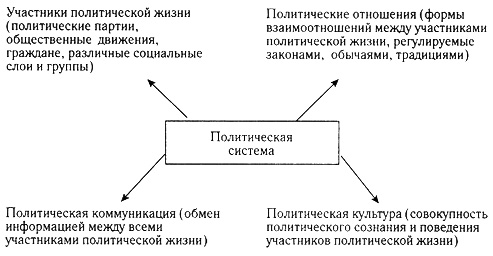 Участники политической жизни
(политические партии,
общественные движения,
граждане, различные социальные
слои и группы)
Политические отношения (формы
взаимоотношений между участниками
политической жизни, регулируемые
законами, обычаями, традициями)
Политическая
система
Политическая коммуникация (обмен
информацией между всеми
участниками политической жизни)
Политическая культура (совокупность
политического сознания и поведения
участников политической жизни)